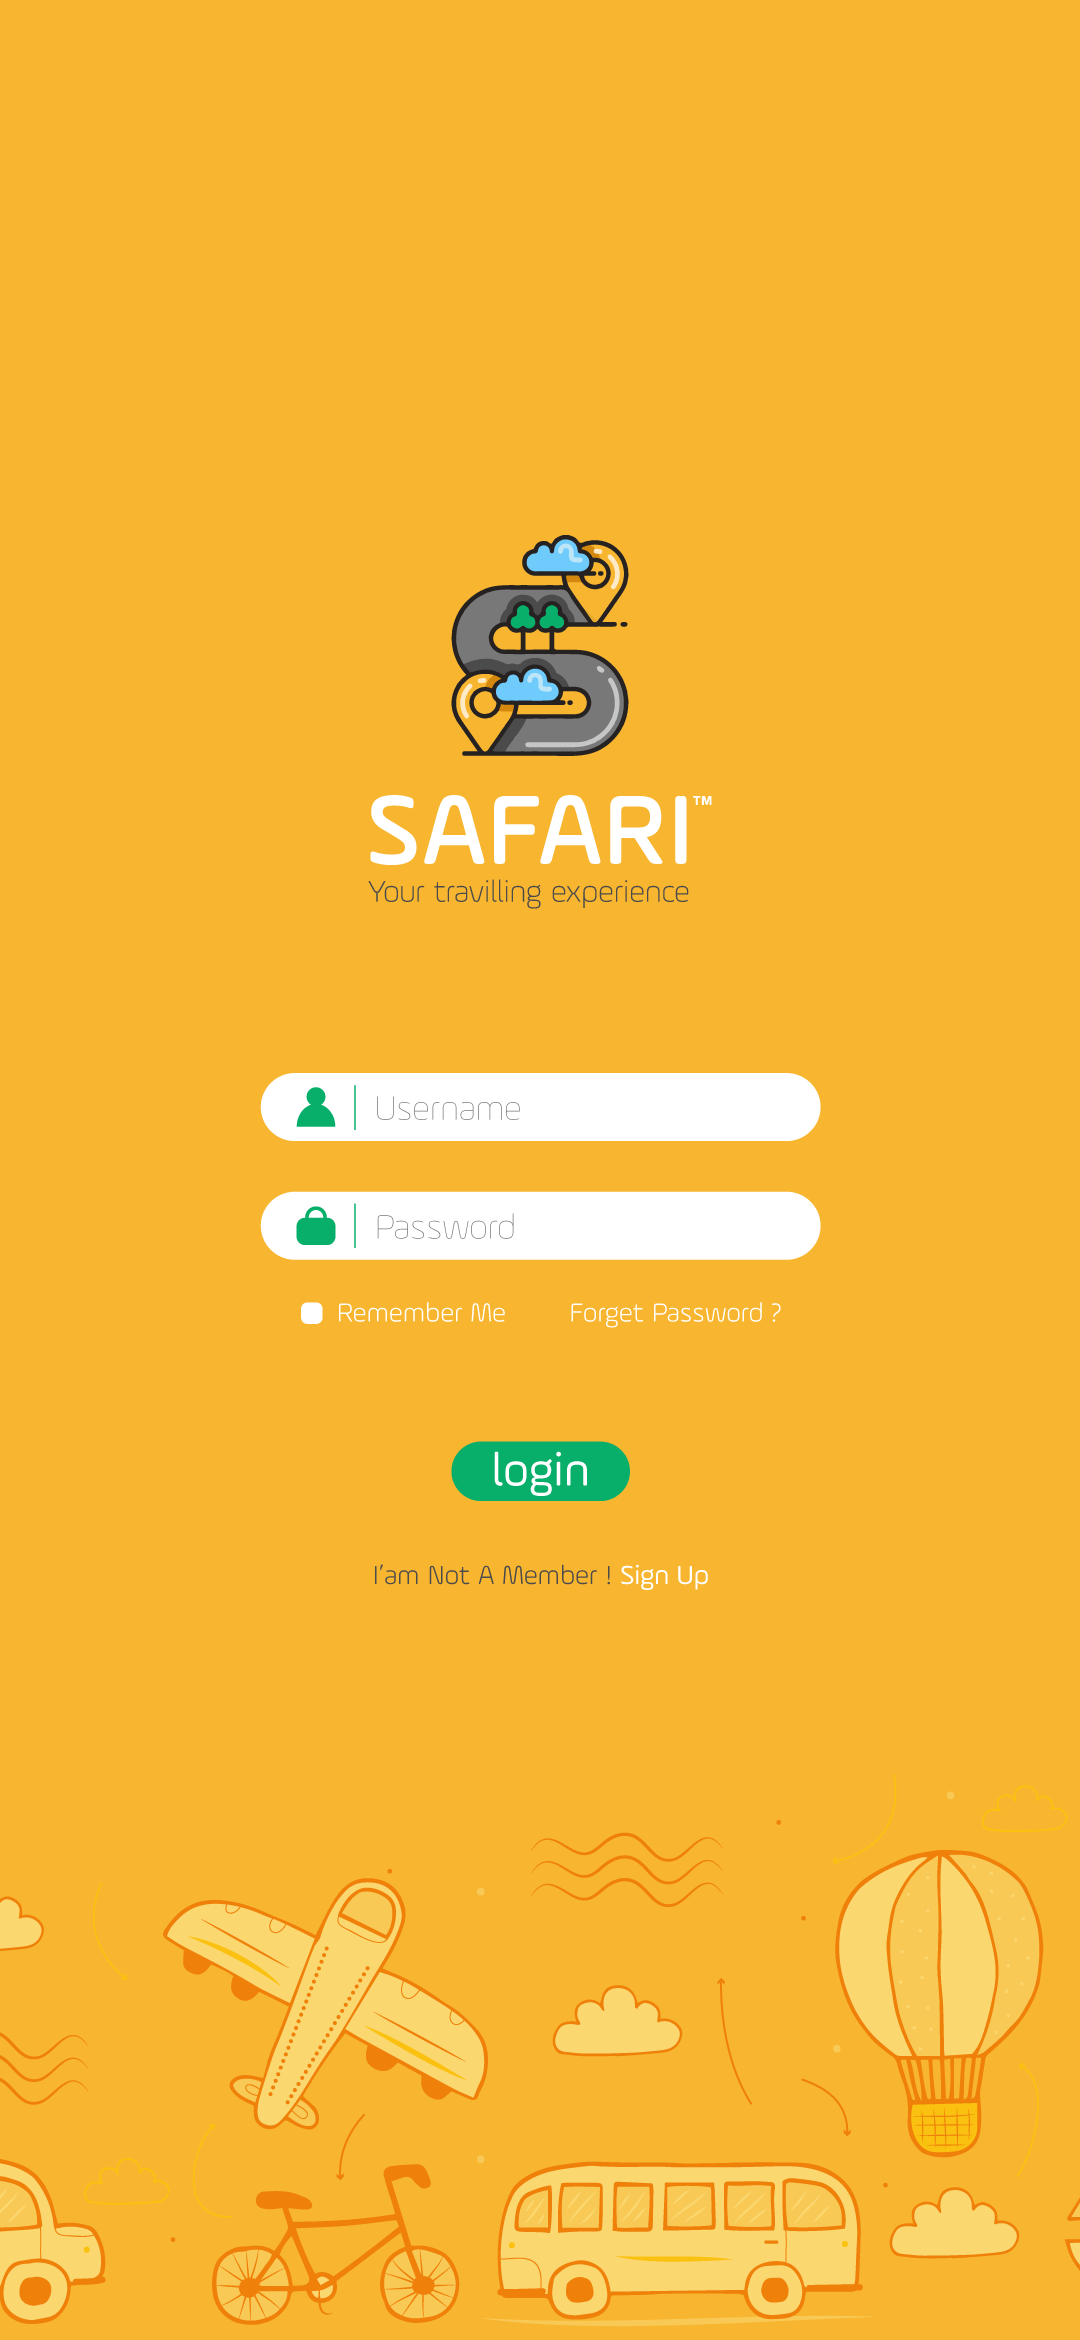 SAFARI™
Your travilling experience
Username
Password
Remember Me Forget Password ?
login
I'am Not A Member ! Sign Up